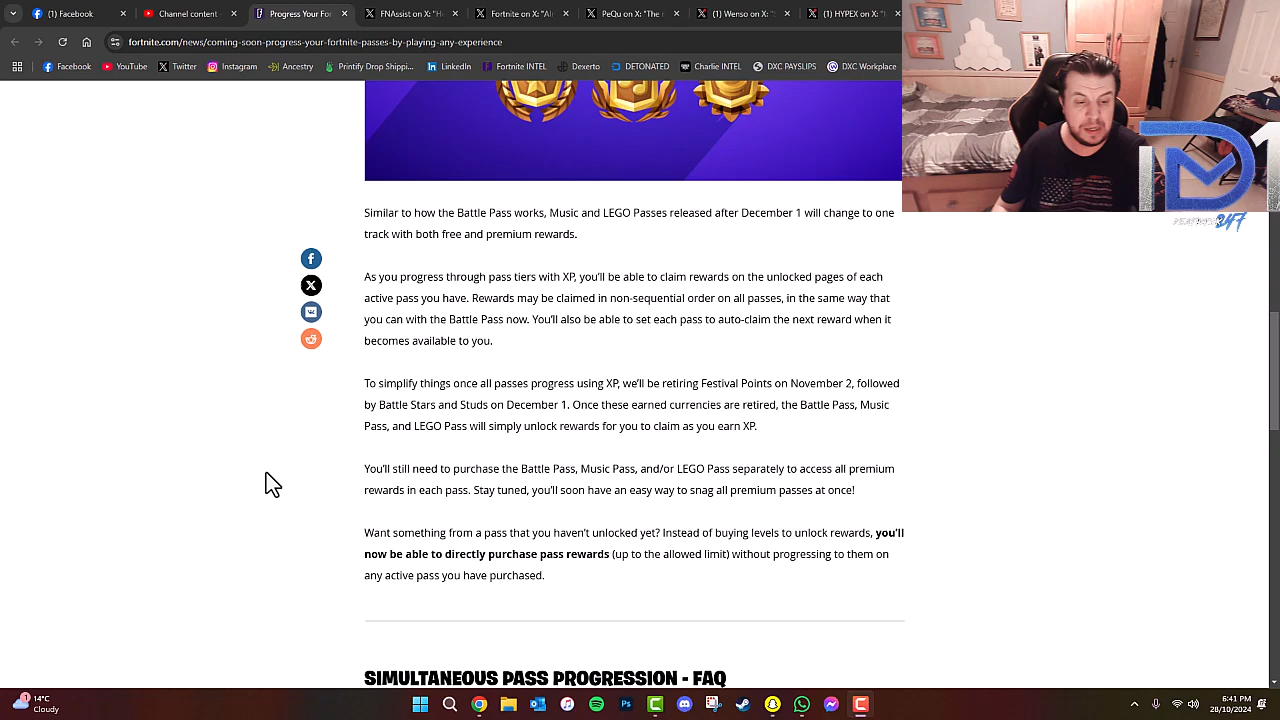 (1) Facebook
Channel content
Progress Your For
FNAssist on X: "H
Fortnite on X: "Al
PeQu on X: "
(1) Wensø on X: "
(1) HYPEX on X: "
fortnite.com/news/coming-soon-progress-your-fortnite-passes-by-playing-any-experience
Facebook
YouTube
Twitter
Instagram
Ancestry
Profitable Drop Shippi...
LinkedIn
Fortnite INTEL
Dexerto
DETONATED
Charlie INTEL
DXC PAYSLIPS
DXC Workplace
Similar to how the Battle Pass works, Music and LEGO Passes released after December 1 will change to one
track with both free and premium rewards.
As you progress through pass tiers with XP, you'll be able to claim rewards on the unlocked pages of each
active pass you have. Rewards may be claimed in non-sequential order on all passes, in the same way that
you can with the Battle Pass now. You'll also be able to set each pass to auto-claim the next reward when it
becomes available to you.
To simplify things once all passes progress using XP, we'll be retiring Festival Points on November 2, followed
by Battle Stars and Studs on December 1. Once these earned currencies are retired, the Battle Pass, Music
Pass, and LEGO Pass will simply unlock rewards for you to claim as you earn XP.
You'll still need to purchase the Battle Pass, Music Pass, and/or LEGO Pass separately to access all premium
rewards in each pass. Stay tuned, you'll soon have an easy way to snag all premium passes at once!
Want something from a pass that you haven't unlocked yet? Instead of buying levels to unlock rewards, you'll
now be able to directly purchase pass rewards (up to the allowed limit) without progressing to them on
any active pass you have purchased.
SIMULTANEOUS PASS PROGRESSION - FAQ
1
14°C
Cloudy
6:41 PM
28/10/2024